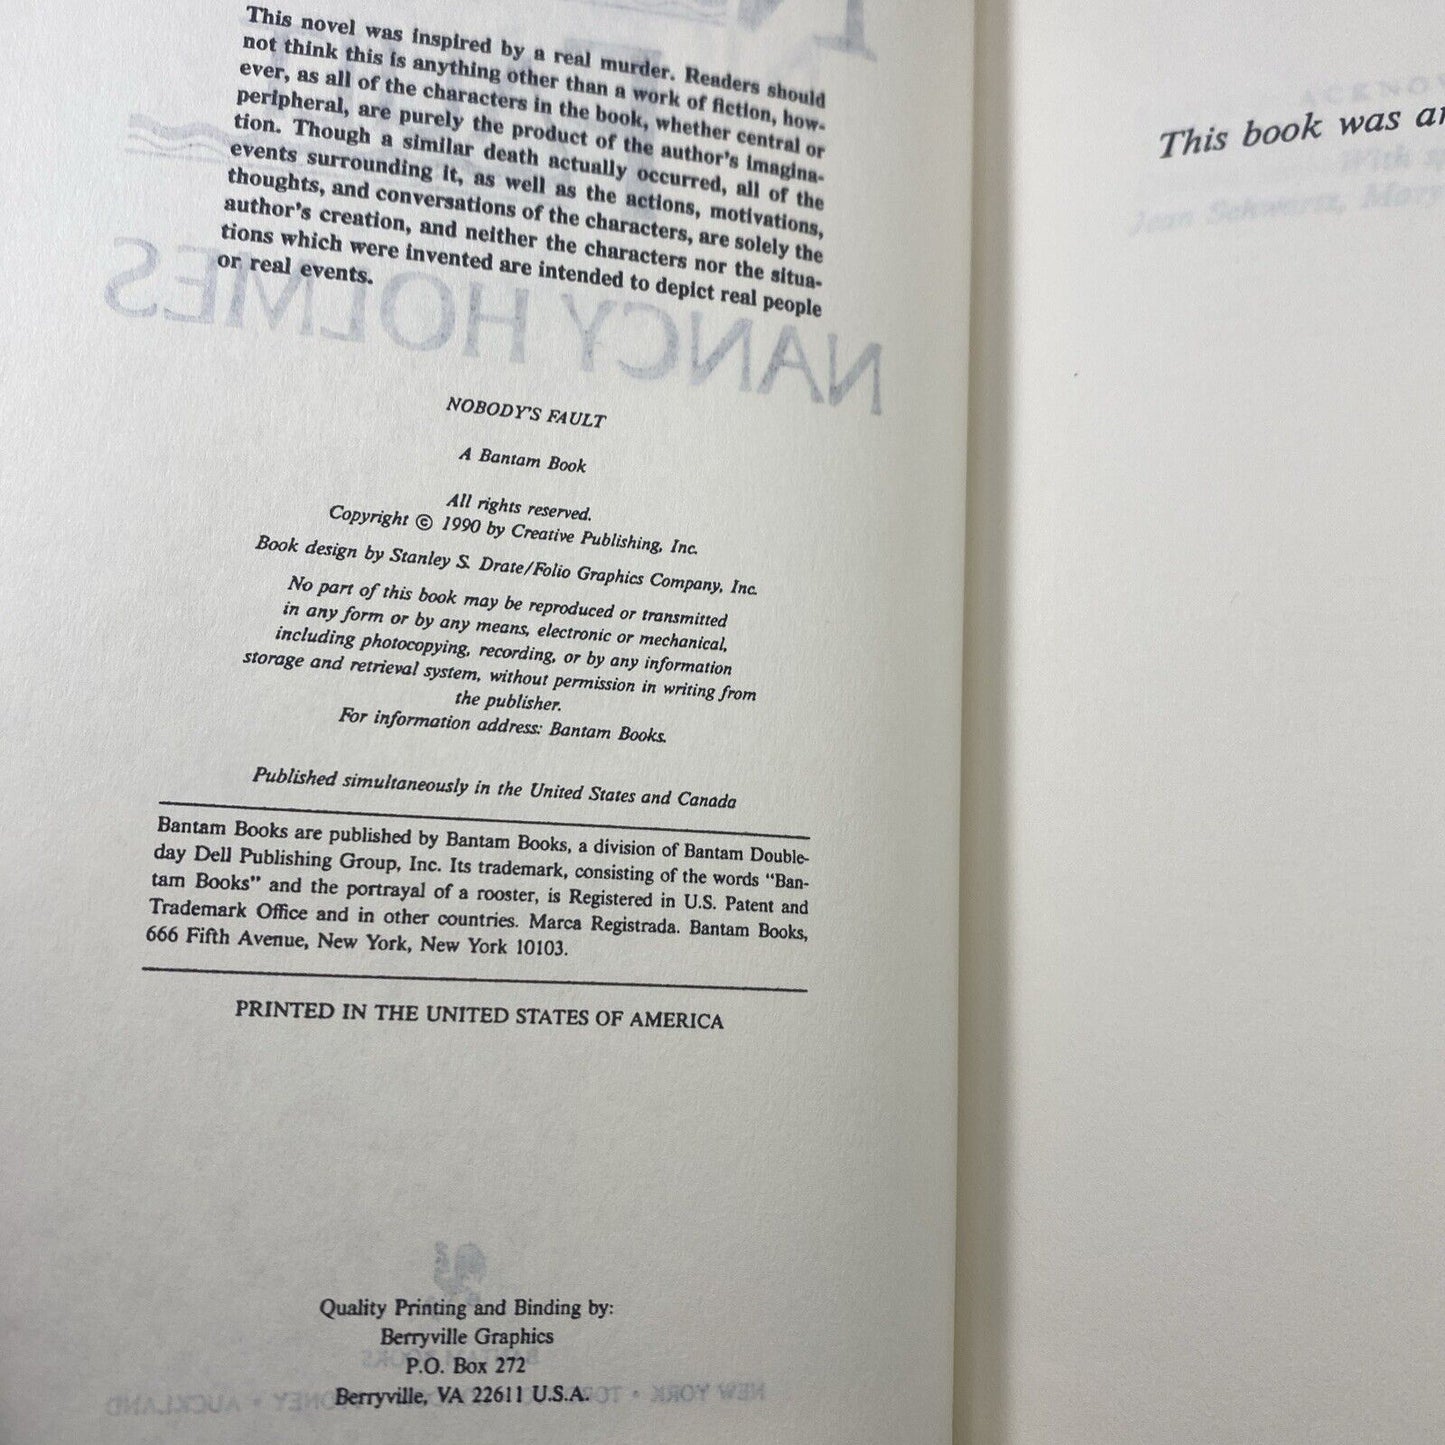 This novel was inspired by a real murder. Readers should
not think this is anything other than a work of fiction, how-
ever, as all of the characters in the book, whether central or
peripheral, are purely the product of the author's imagina-
tion. Though a similar death actually occurred, all of the
events surrounding it, as well as the actions, motivations,
thoughts, and conversations of the characters, are solely the
author's creation, and neither the characters nor the situa-
tions which were invented are intended to depict real people
or real events.
NANCY HOLMES
NOBODY'S FAULT
A Bantam Book
All rights reserved.
Copyright © 1990 by Creative Publishing, Inc.
Book design by Stanley S. Drate/Folio Graphics Company, Inc.
No part of this book may be reproduced or transmitted
in any form or by any means, electronic or mechanical,
including photocopying, recording, or by any information
storage and retrieval system, without permission in writing from
the publisher.
For information address: Bantam Books.
Published simultaneously in the United States and Canada
Bantam Books are published by Bantam Books, a division of Bantam Double-
day Dell Publishing Group, Inc. Its trademark, consisting of the words "Ban-
tam Books" and the portrayal of a rooster, is Registered in U.S. Patent and
Trademark Office and in other countries. Marca Registrada. Bantam Books,
666 Fifth Avenue, New York, New York 10103.
PRINTED IN THE UNITED STATES OF AMERICA
Quality Printing and Binding by:
Berryville Graphics
P.O. Box 272
Berryville, VA 22611 U.S.A.
NEW YORK • SYDNEY • AUCKLAND
ACKNOW
This book was
With
Jean Schwartz, Mary